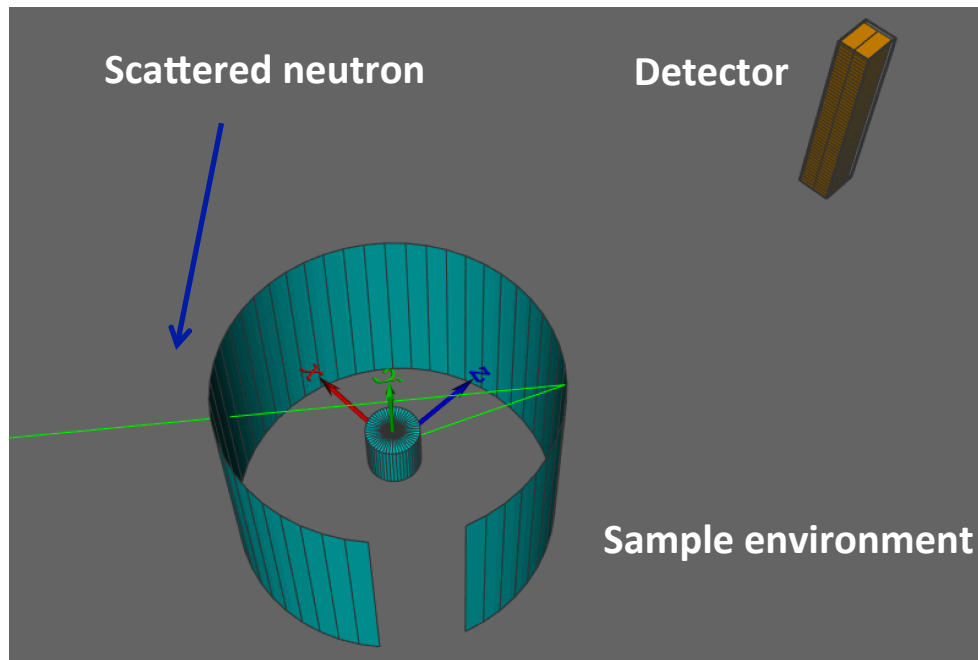 Scattered neutron
Detector
x
y
z
Sample environment